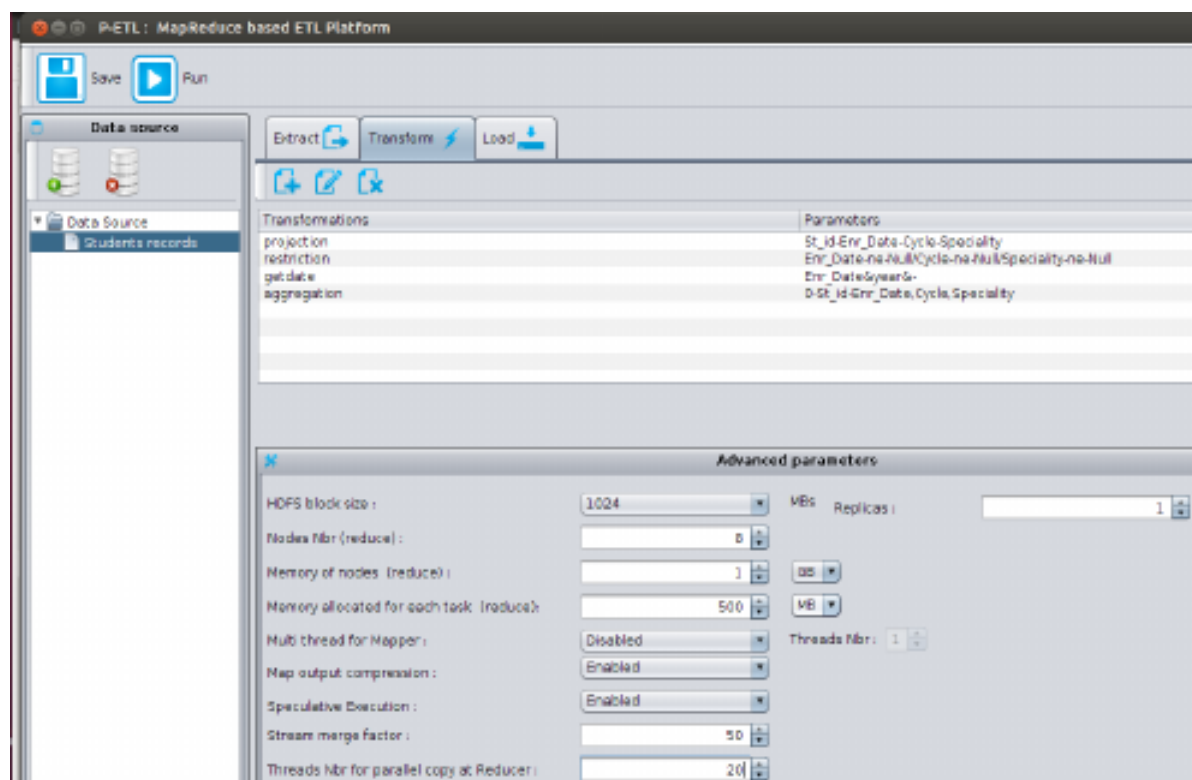 P-ETL : MapReduce based ETL Platform
Save Run
Data source
Extract Transform Load
Data Source
Students records
Transformations Parameters
projection St_id-Enr_Date-Cycle-Speciality
restriction Enr_Date-ne-Null/Cycle-ne-Null/Speciality-ne-Null
getdate Enr_Date&year&-
aggregation 0-St_id-Enr_Date,Cycle,Speciality
Advanced parameters
HDFS block size : 1024 MBs Replicas : 1
Nodes Nbr (reduce) : 8
Memory of nodes (reduce) : 1 GB
Memory allocated for each task (reduce): 500 MB
Multi thread for Mapper : Disabled Threads Nbr : 1
Map output compression : Enabled
Speculative Execution : Enabled
Stream merge factor : 50
Threads Nbr for parallel copy at Reducer : 20